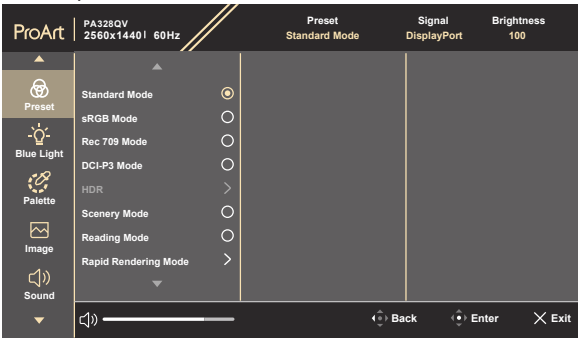 ProArt
PA328QV
2560x1440 60Hz
Preset
Standard Mode
Signal
DisplayPort
Brightness
100
Preset
Blue Light
Palette
Image
Sound
Standard Mode
sRGB Mode
Rec 709 Mode
DCI-P3 Mode
HDR
Scenery Mode
Reading Mode
Rapid Rendering Mode
Back
Enter
Exit